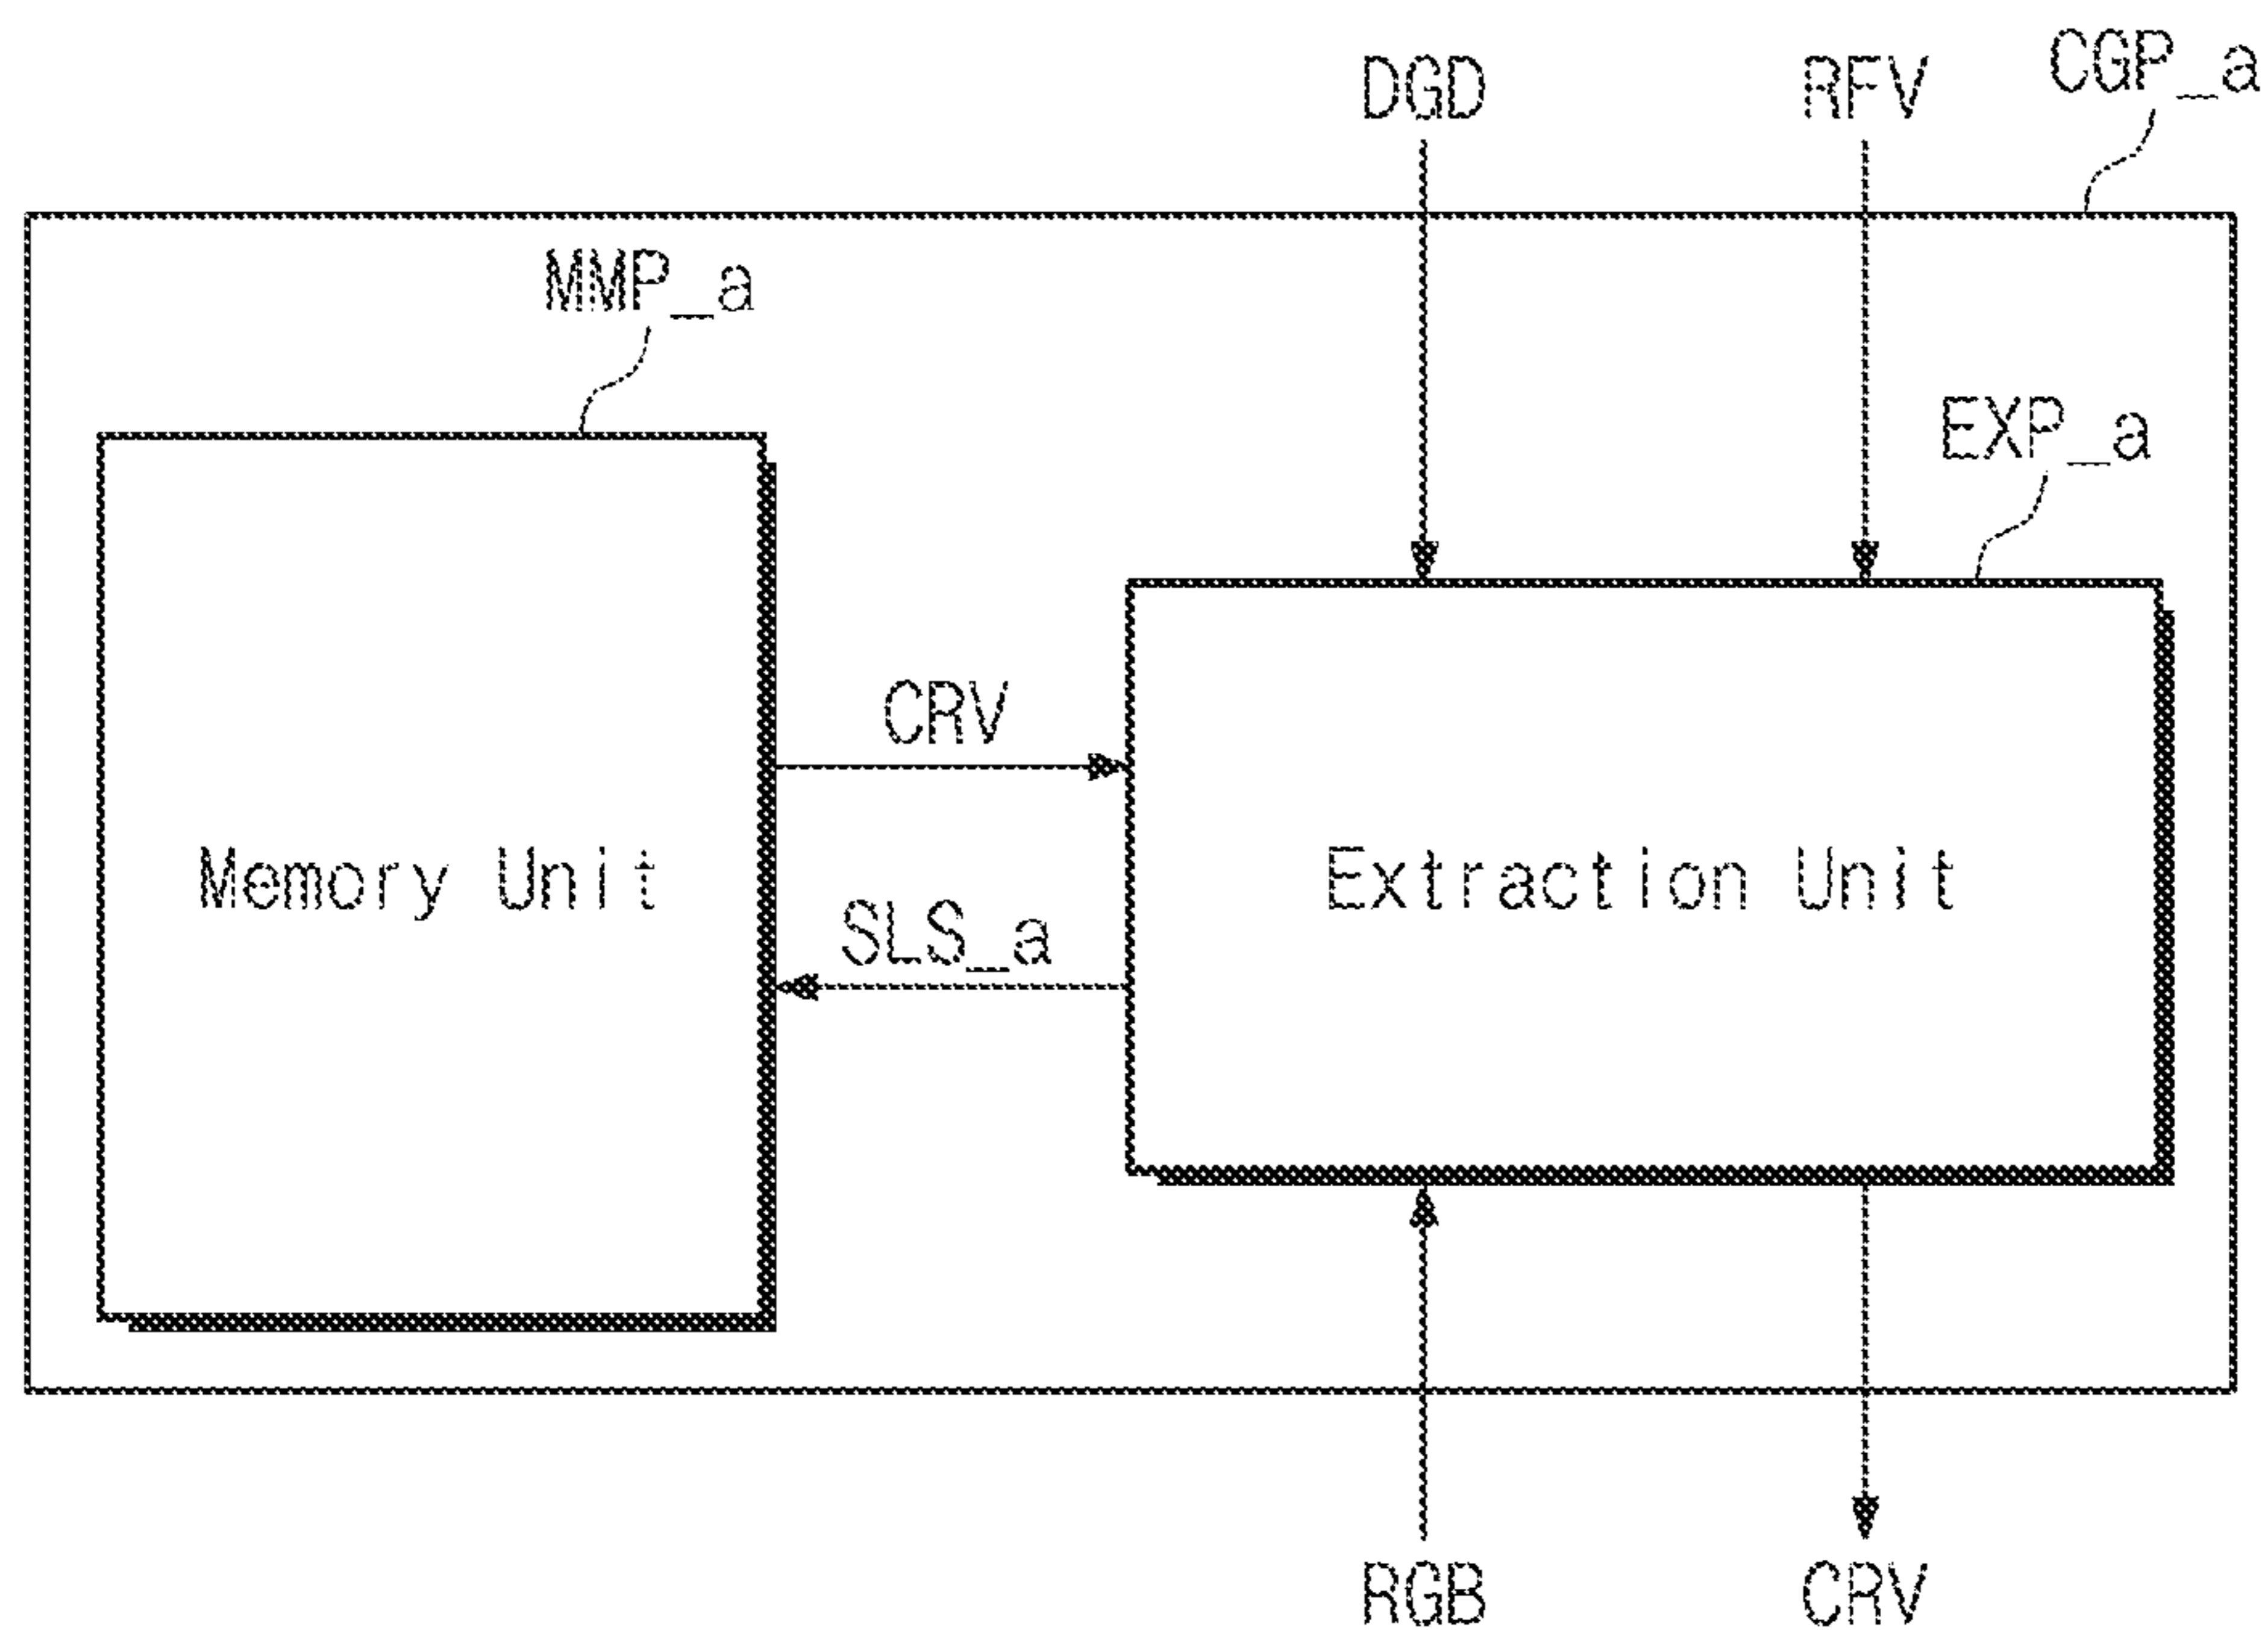 CGP_a
DGD
RFV
MMP_a
EXP_a
CRV
Memory Unit
Extraction Unit
SLS_a
RGB
CRV